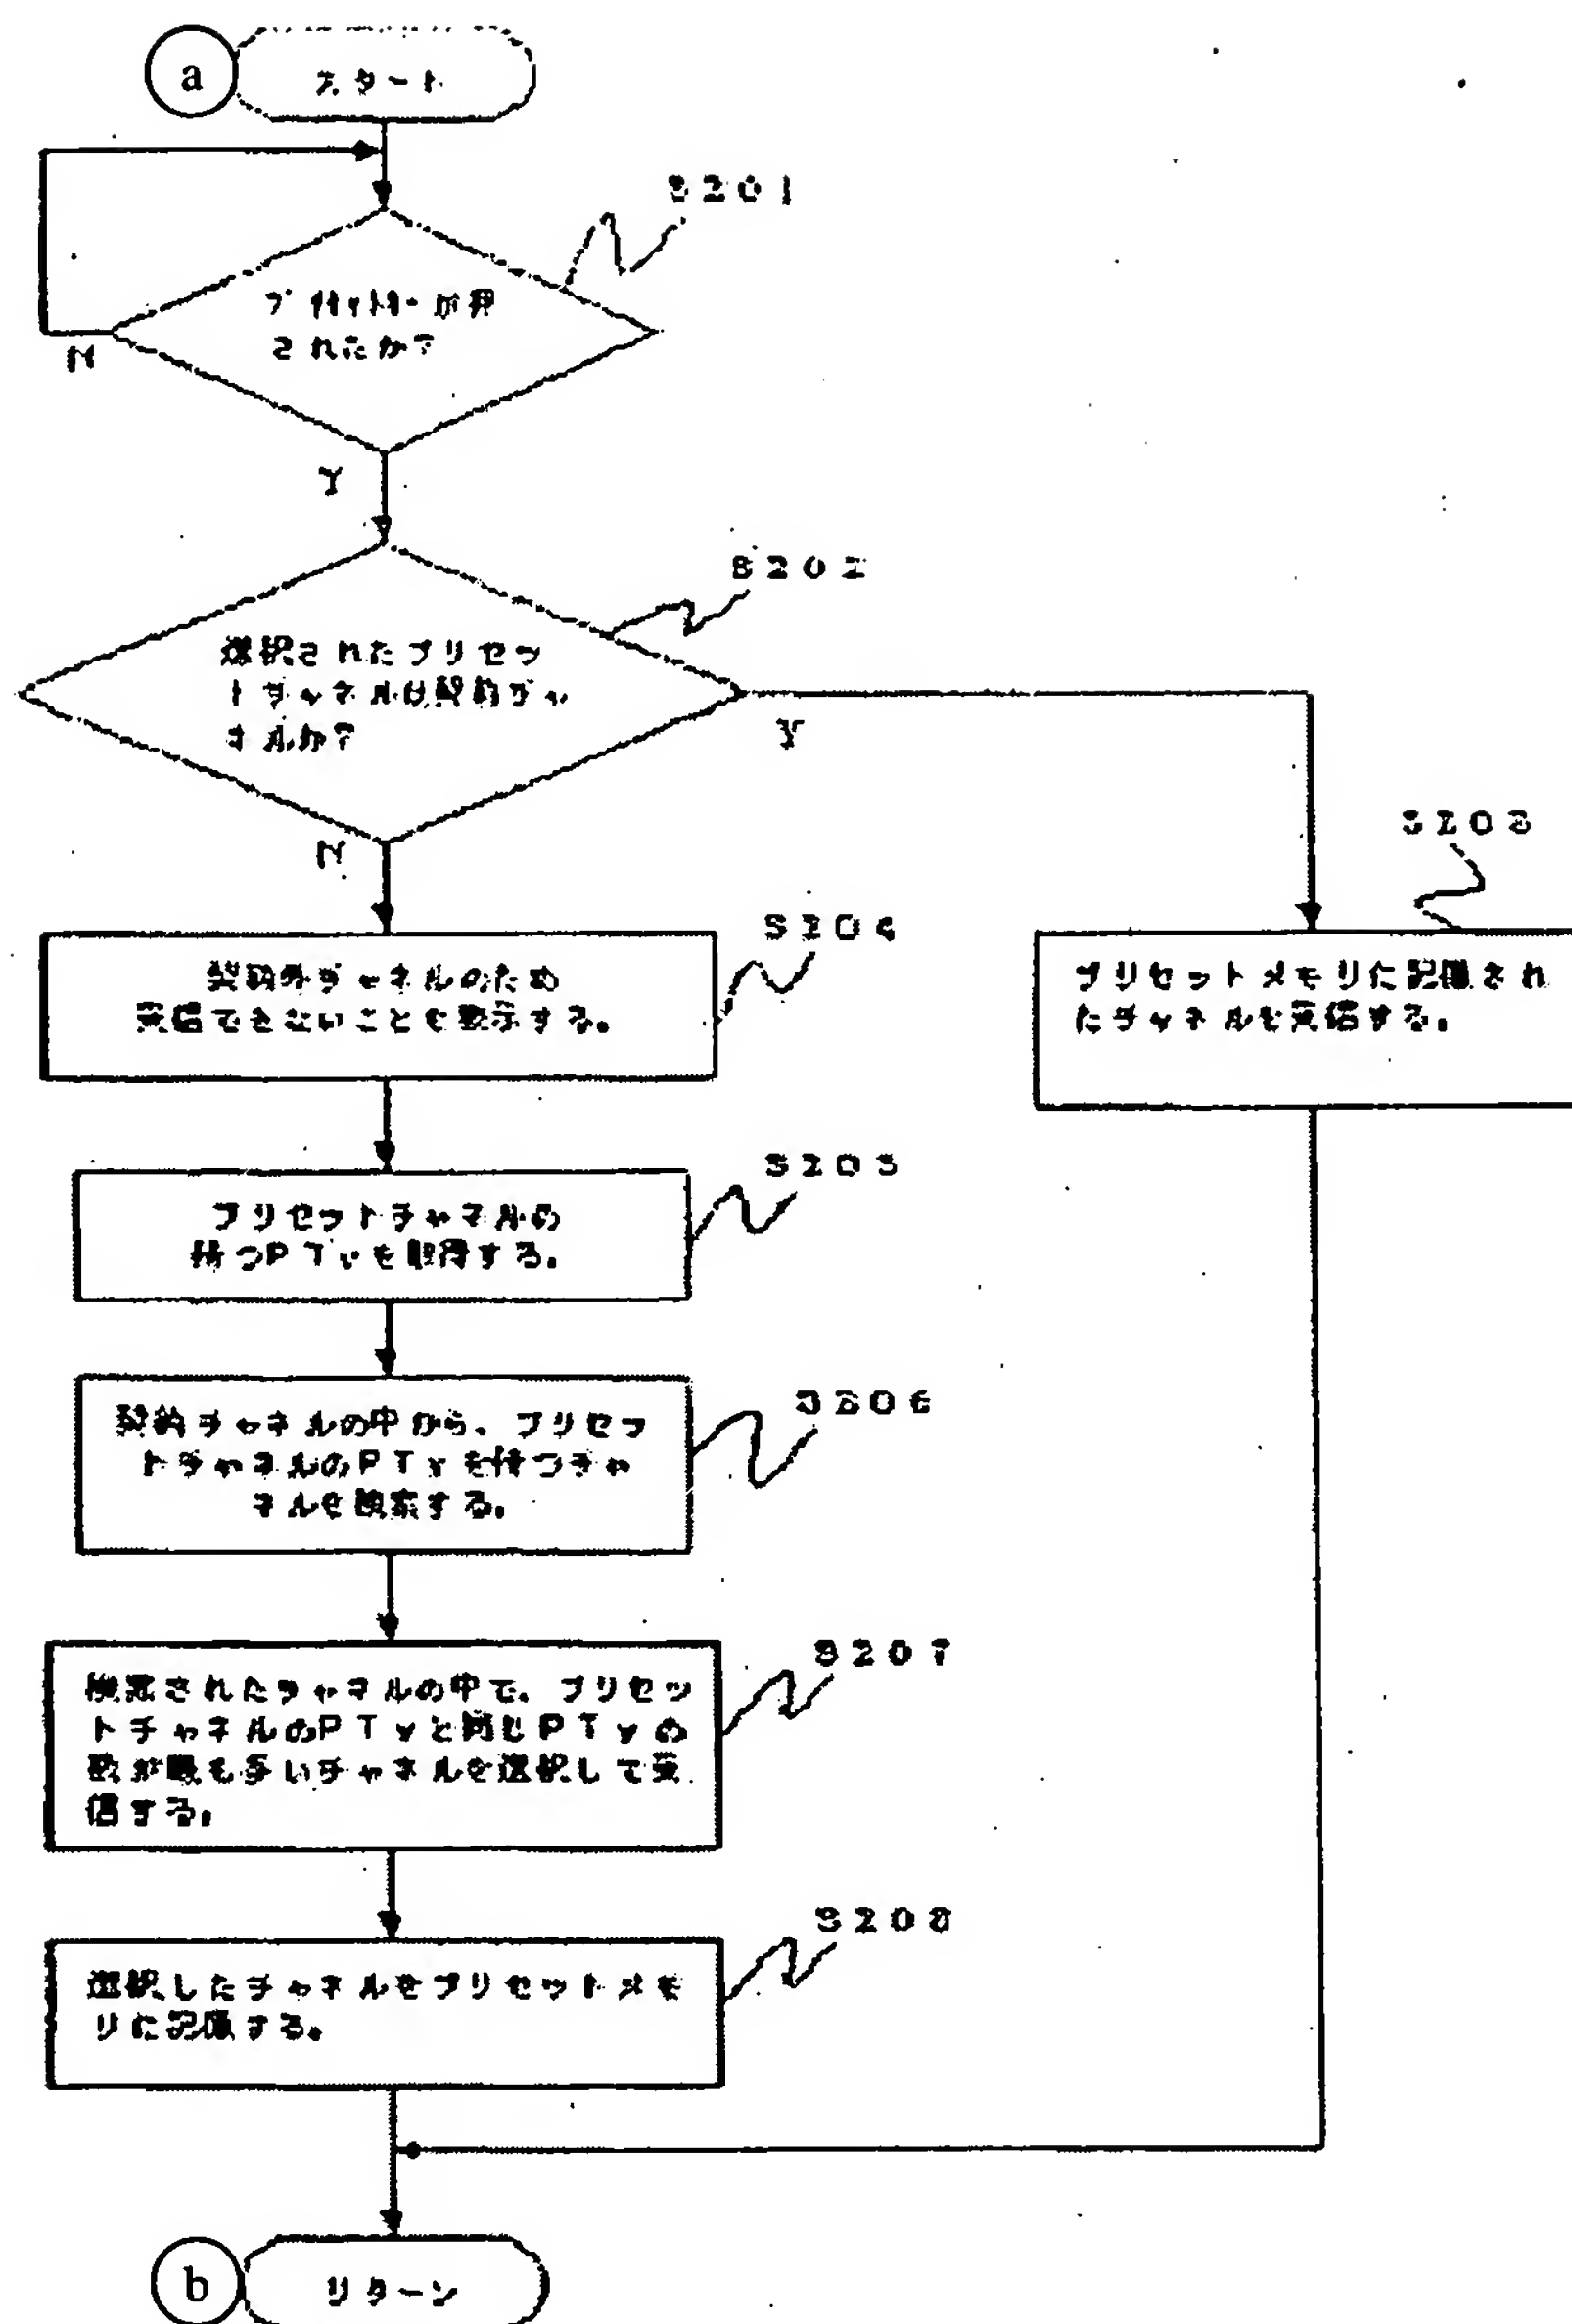 a
スタート
S201
プリセットキーが押
されたか?
N
Y
S202
選択されたプリセッ
トチャネルは契約チャ
ネルか?
Y
N
S203
S204
契約外チャネルのため
受信できないことを表示する。
プリセットメモリに記憶され
たチャネルを受信する。
S205
プリセットチャネルの
持つPTyを取得する。
S206
契約チャネルの中から、プリセッ
トチャネルのPTyを持つチャ
ネルを検索する。
S207
検索されたチャネルの中で、プリセッ
トチャネルのPTyと同じPTyの
数が最も多いチャネルを選択して受
信する。
S208
選択したチャネルをプリセットメモ
リに記憶する。
b
リターン